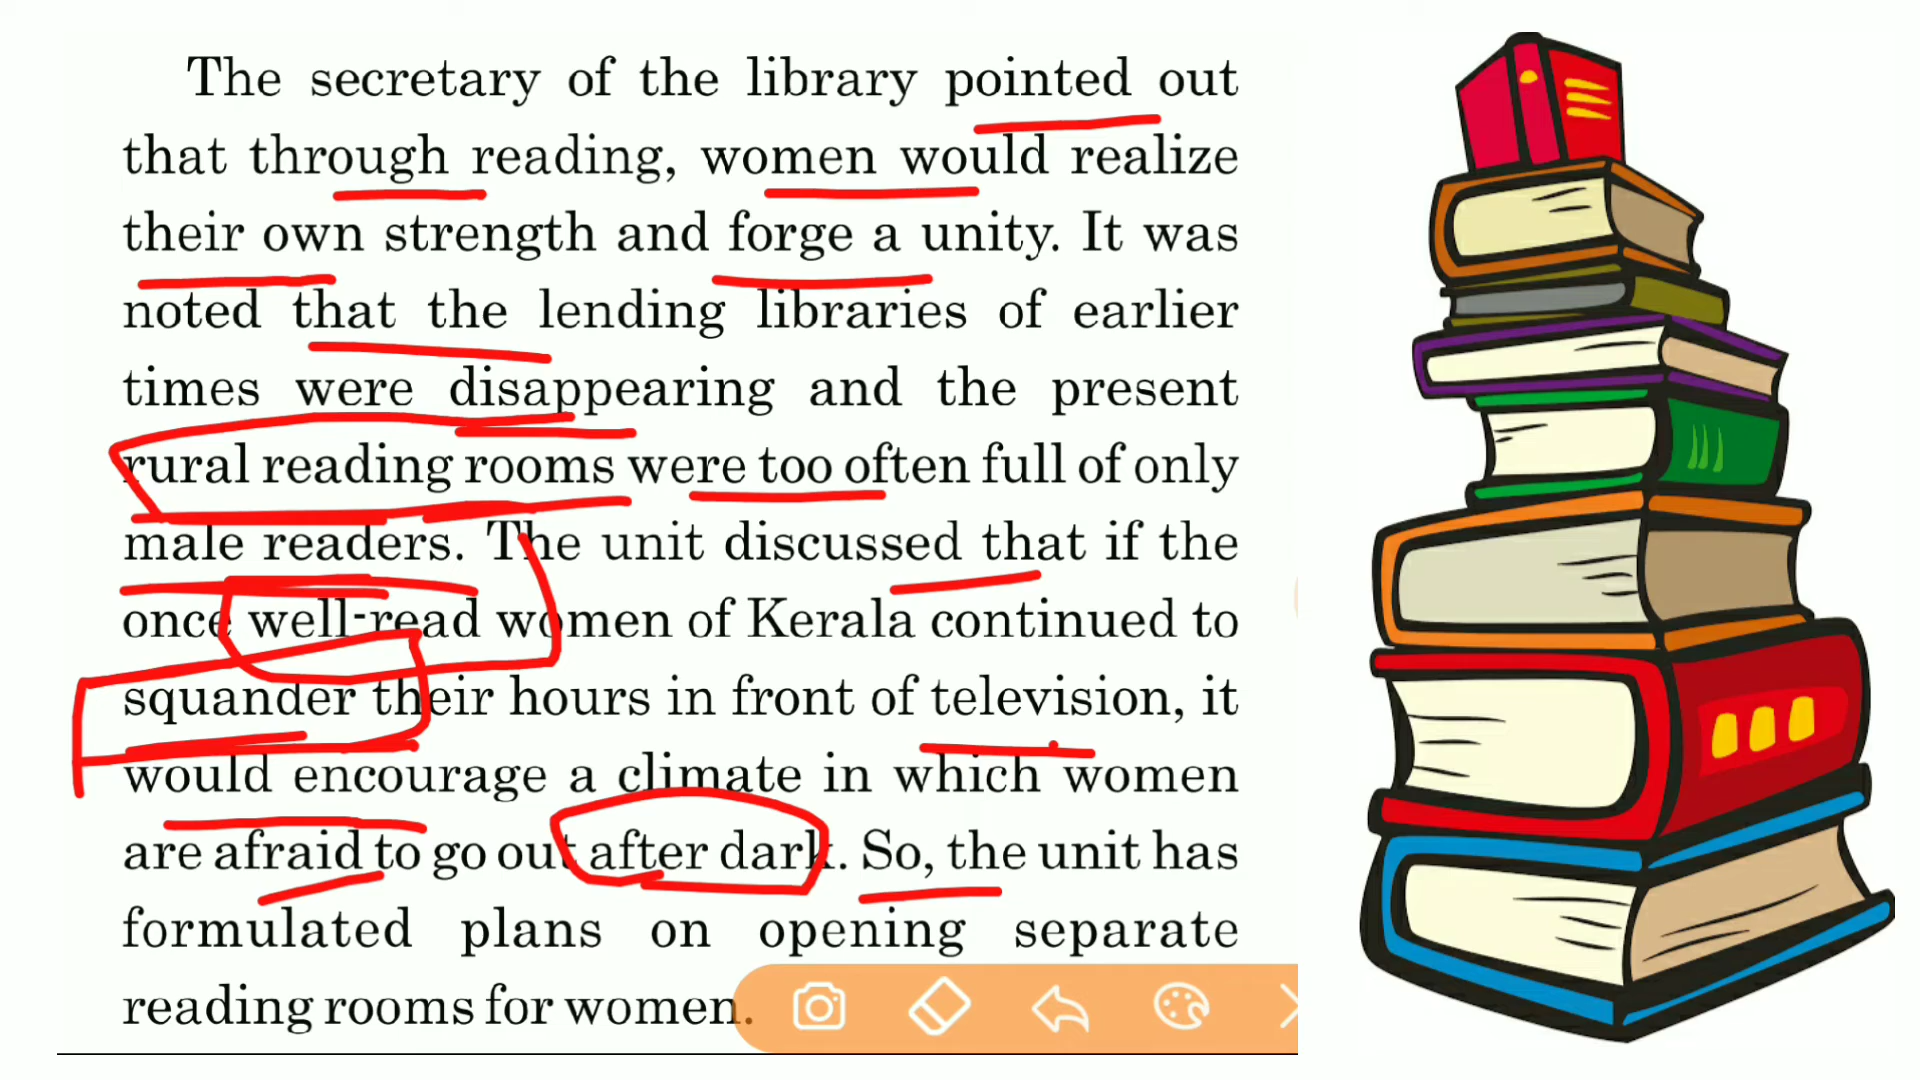 The secretary of the library pointed out
that through reading, women would realize
their own strength and forge a unity. It was
noted that the lending libraries of earlier
times were disappearing and the present
rural reading rooms were too often full of only
male readers. The unit discussed that if the
once well-read women of Kerala continued to
squander their hours in front of television, it
would encourage a climate in which women
are afraid to go out after dark. So, the unit has
formulated plans on opening separate
reading rooms for women.